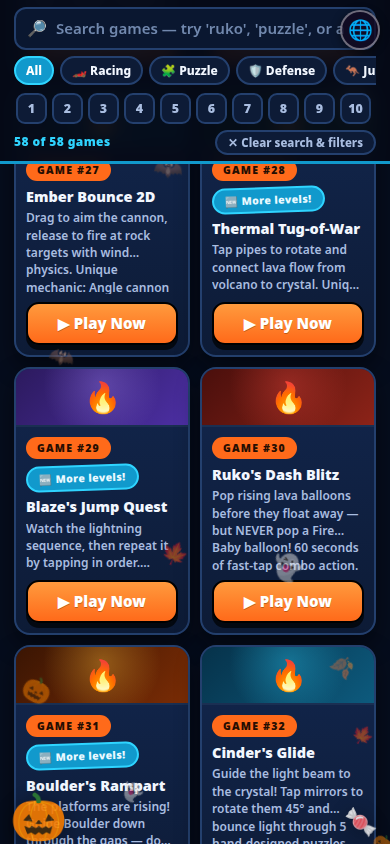 Search games — try 'ruko', 'puzzle', or a
All
Racing
Puzzle
Defense
Ju
1 2 3 4 5 6 7 8 9 10
58 of 58 games
✕ Clear search & filters
GAME #27
Ember Bounce 2D
Drag to aim the cannon,
release to fire at rock
targets with wind...
physics. Unique
mechanic: Angle cannon
▶ Play Now
GAME #28
NEW More levels!
Thermal Tug-of-War
Tap pipes to rotate and
connect lava flow from
volcano to crystal. Uniq...
▶ Play Now
GAME #29
NEW More levels!
Blaze's Jump Quest
Watch the lightning
sequence, then repeat it
by tapping in order....
▶ Play Now
GAME #30
Ruko's Dash Blitz
Pop rising lava balloons
before they float away —
but NEVER pop a Fire...
Baby balloon! 60 seconds
of fast-tap combo action.
▶ Play Now
GAME #31
NEW More levels!
Boulder's Rampart
platforms are rising!
Boulder down
through the gaps — do...
GAME #32
Cinder's Glide
Guide the light beam to
the crystal! Tap mirrors to
rotate them 45° and...
bounce light through 5
hand-designed puzzles